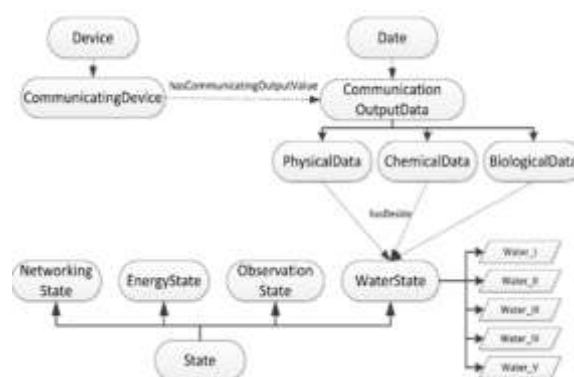 Device
Date
CommunicatingDevice
hasCommunicatingOutputValue
Communication
OutputData
PhysicalData
ChemicalData
BiologicalData
Networking
State
EnergyState
Observation
State
WaterState
Water_I
Water_II
Water_III
Water_IV
Water_V
State